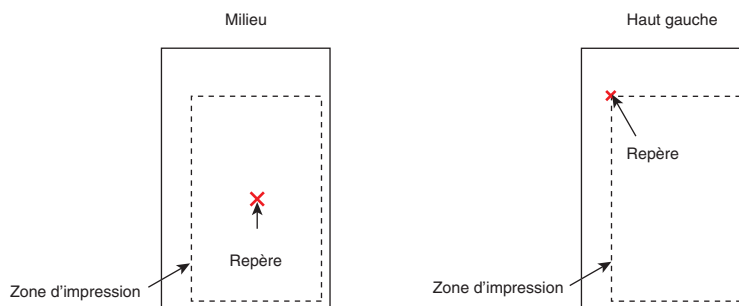 Milieu
Repère
Zone d'impression
Haut gauche
Repère
Zone d'impression